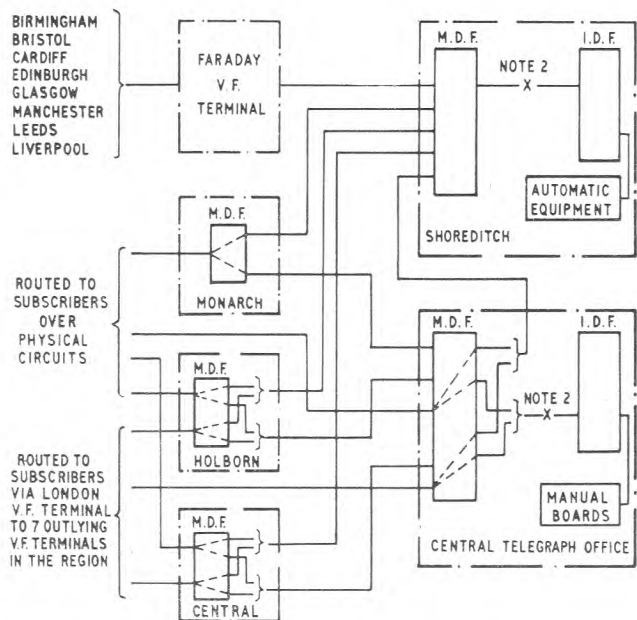 BIRMINGHAM
BRISTOL
CARDIFF
EDINBURGH
GLASGOW
MANCHESTER
LEEDS
LIVERPOOL
FARADAY
V.F.
TERMINAL
M.D.F.
NOTE 2
X
I.D.F.
AUTOMATIC
EQUIPMENT
SHOREDITCH
M.D.F.
MONARCH
ROUTED TO
SUBSCRIBERS
OVER
PHYSICAL
CIRCUITS
M.D.F.
HOLBORN
ROUTED TO
SUBSCRIBERS
VIA LONDON
V.F. TERMINAL
TO 7 OUTLYING
V.F. TERMINALS
IN THE REGION
M.D.F.
CENTRAL
M.D.F.
NOTE 2
X
I.D.F.
MANUAL
BOARDS
CENTRAL TELEGRAPH OFFICE